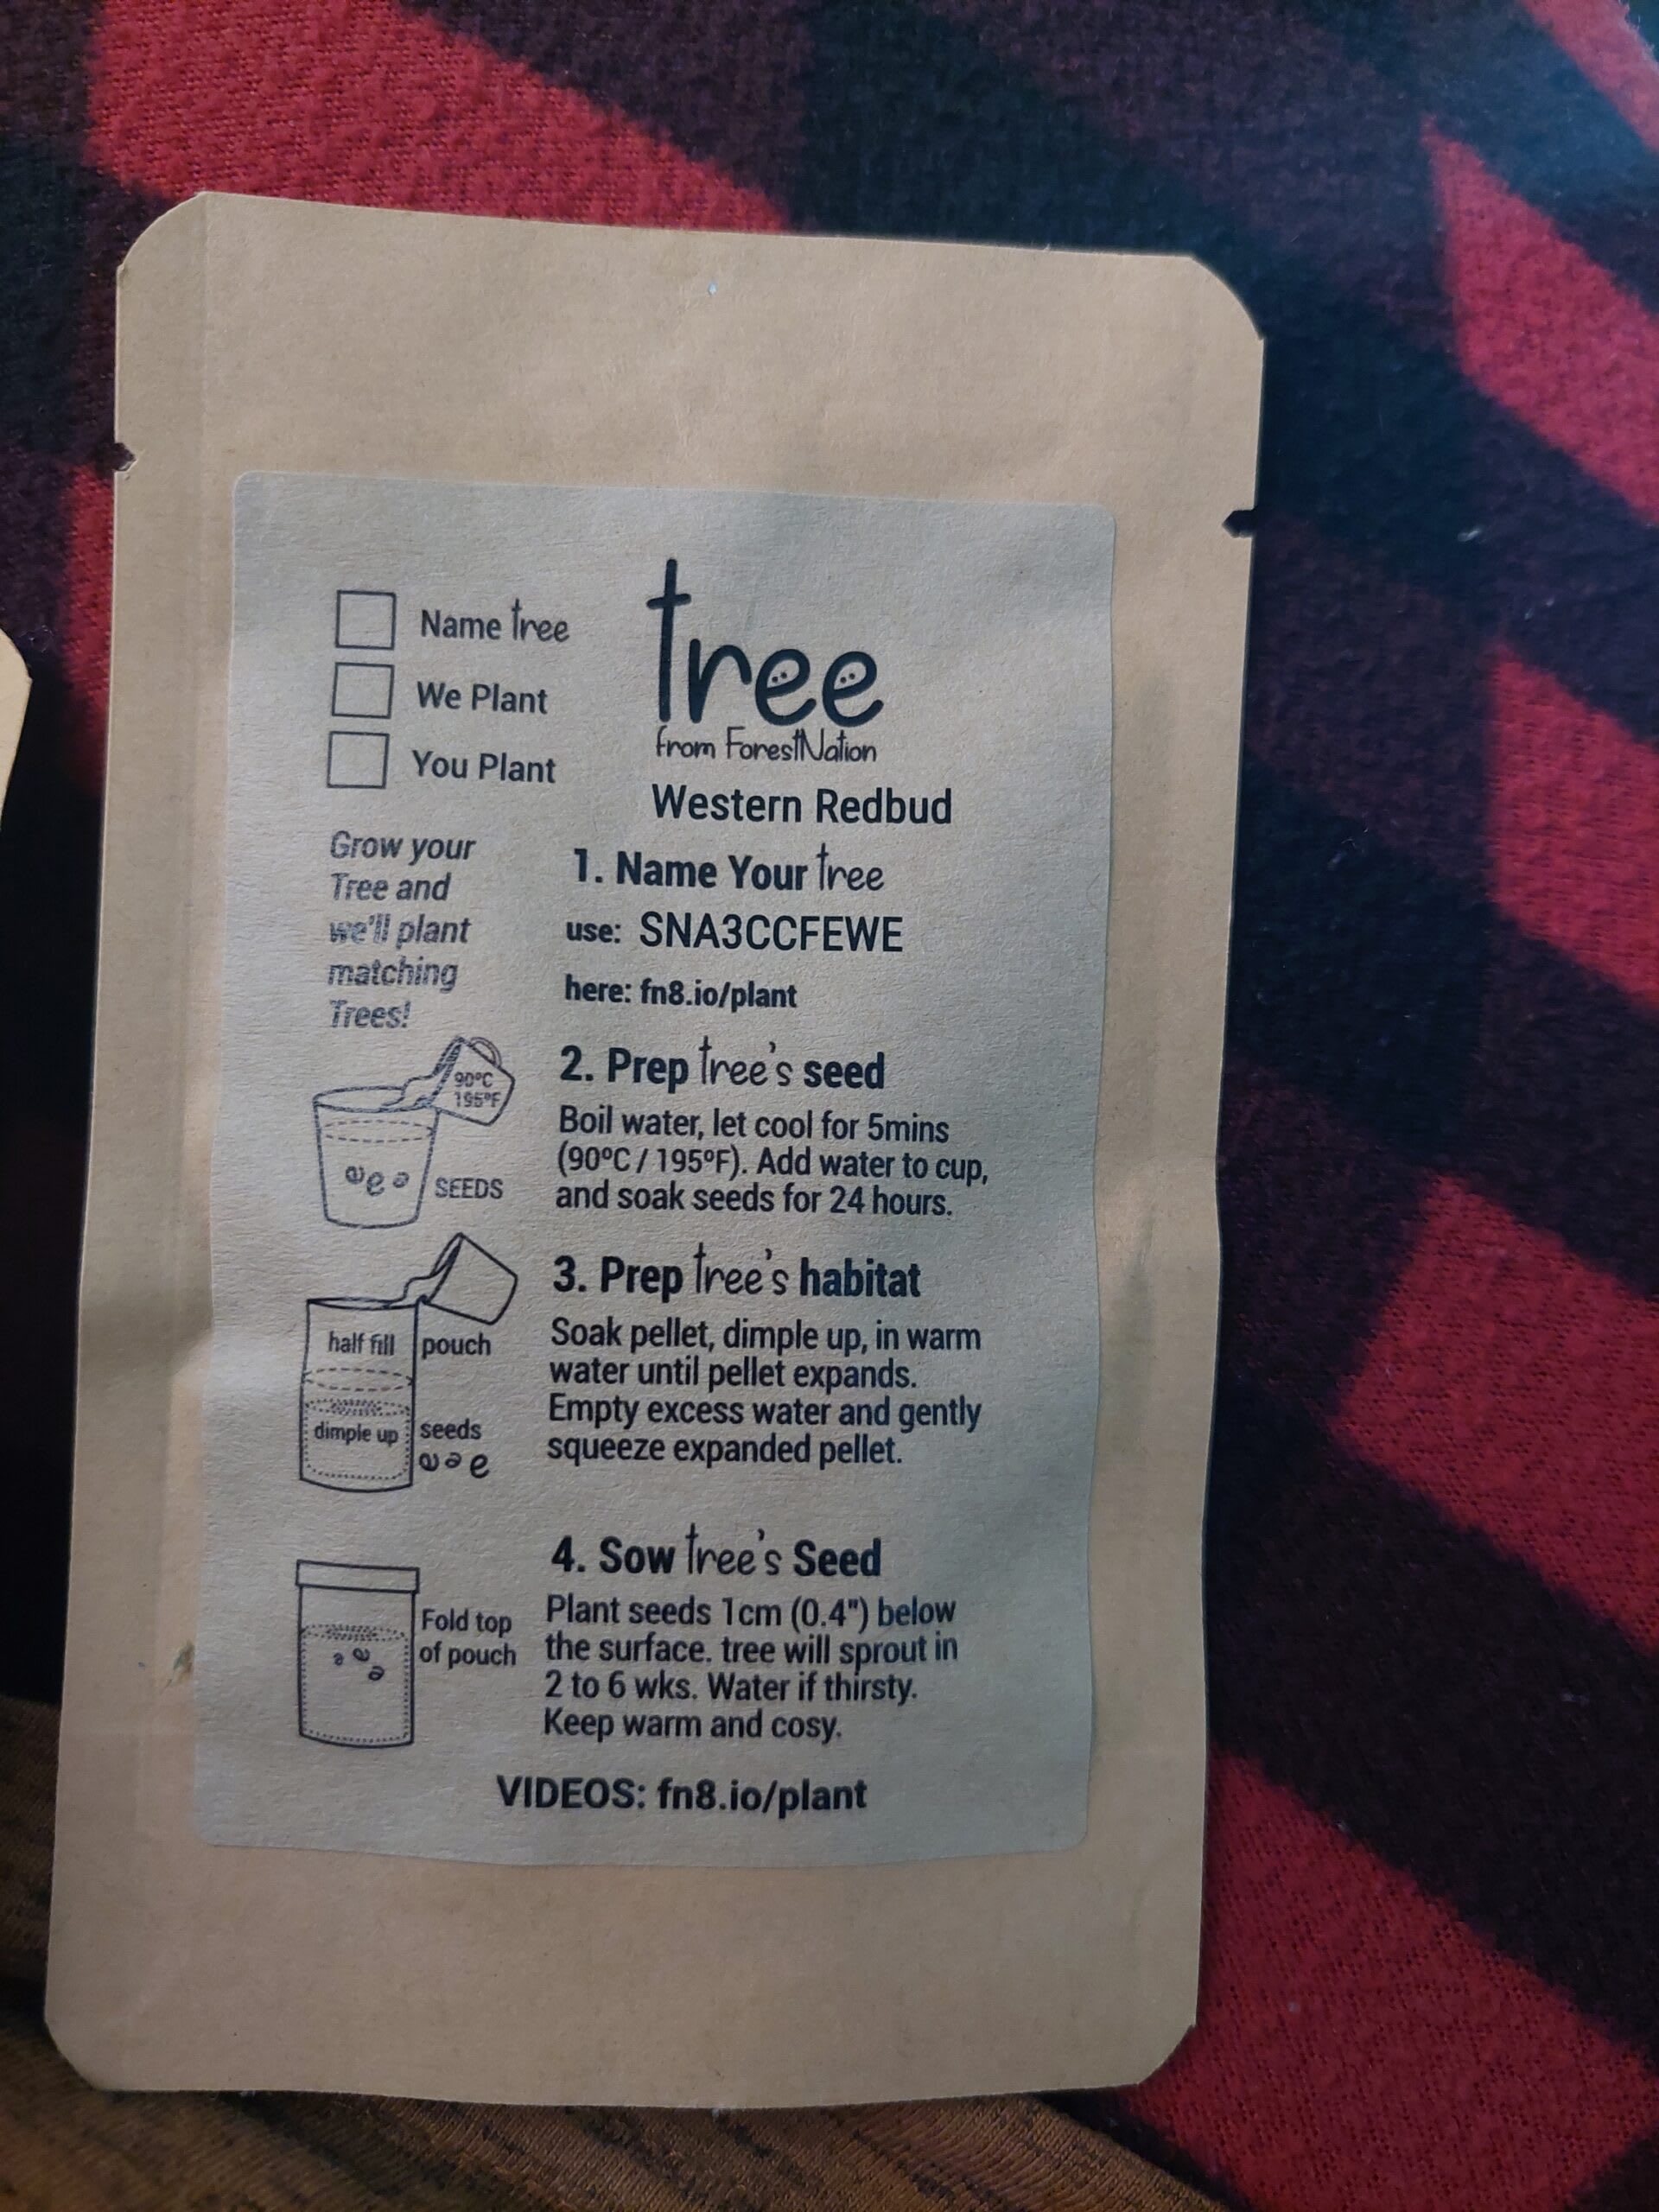 Name tree
We Plant
You Plant
tree
from ForestNation
Western Redbud
Grow your
Tree and
we'll plant
matching
Trees!
1. Name Your tree
use: SNA3CCFEWE
here: fn8.io/plant
90ºC
195ºF
SEEDS
2. Prep tree's seed
Boil water, let cool for 5mins
(90ºC / 195ºF). Add water to cup,
and soak seeds for 24 hours.
half fill pouch
dimple up seeds
3. Prep tree's habitat
Soak pellet, dimple up, in warm
water until pellet expands.
Empty excess water and gently
squeeze expanded pellet.
Fold top
of pouch
4. Sow tree's Seed
Plant seeds 1cm (0.4") below
the surface. tree will sprout in
2 to 6 wks. Water if thirsty.
Keep warm and cosy.
VIDEOS: fn8.io/plant